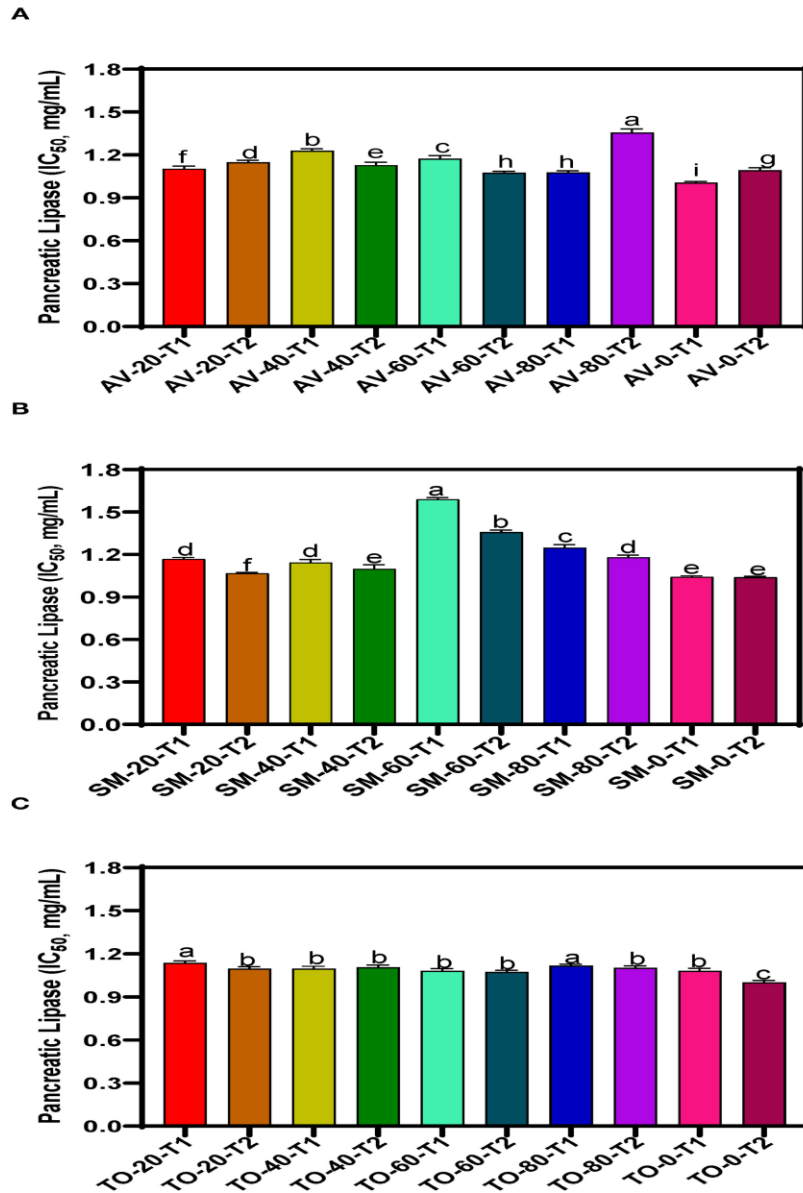 A
Pancreatic Lipase (IC50, mg/mL)
1.8
1.5
1.2
0.9
0.6
0.3
0.0
f d b e c h h a i g
AV-20-T1 AV-20-T2 AV-40-T1 AV-40-T2 AV-60-T1 AV-60-T2 AV-80-T1 AV-80-T2 AV-0-T1 AV-0-T2
B
Pancreatic Lipase (IC50, mg/mL)
1.8
1.5
1.2
0.9
0.6
0.3
0.0
d f d e a b c d e e
SM-20-T1 SM-20-T2 SM-40-T1 SM-40-T2 SM-60-T1 SM-60-T2 SM-80-T1 SM-80-T2 SM-0-T1 SM-0-T2
C
Pancreatic Lipase (IC50, mg/mL)
1.8
1.5
1.2
0.9
0.6
0.3
0.0
a b b b b b a b b c
TO-20-T1 TO-20-T2 TO-40-T1 TO-40-T2 TO-60-T1 TO-60-T2 TO-80-T1 TO-80-T2 TO-0-T1 TO-0-T2